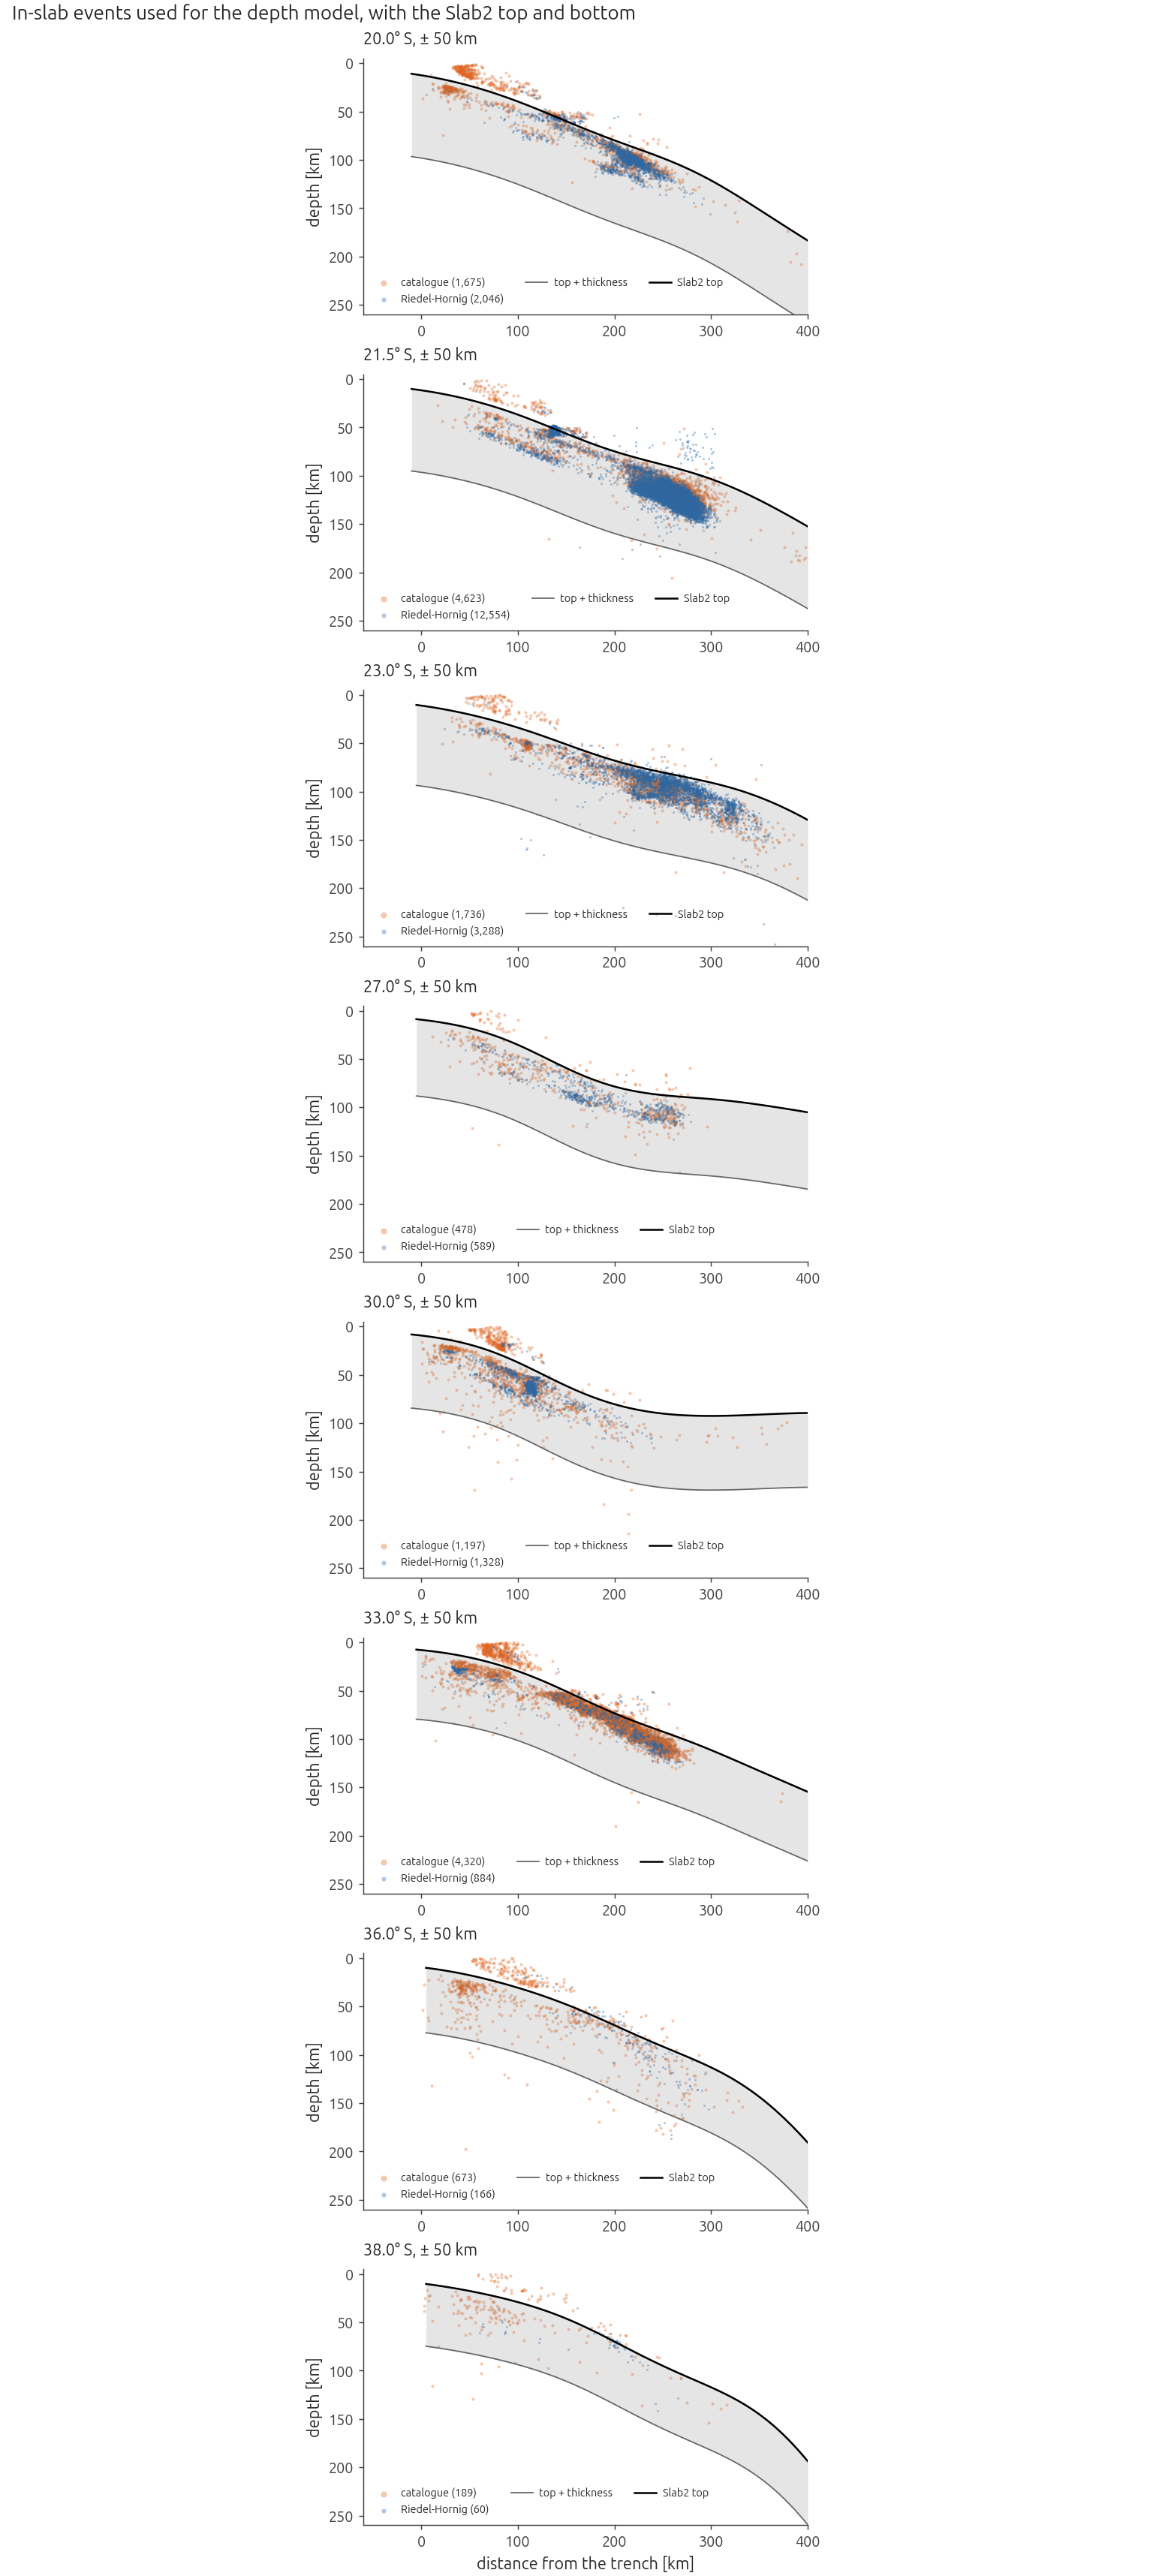 In-slab events used for the depth model, with the Slab2 top and bottom
20.0° S, ± 50 km
0
50
100
150
200
250
depth [km]
catalogue (1,675)
Riedel-Hornig (2,046)
top + thickness
Slab2 top
0 100 200 300 400
21.5° S, ± 50 km
0
50
100
150
200
250
depth [km]
catalogue (4,623)
Riedel-Hornig (12,554)
top + thickness
Slab2 top
0 100 200 300 400
23.0° S, ± 50 km
0
50
100
150
200
250
depth [km]
catalogue (1,736)
Riedel-Hornig (3,288)
top + thickness
Slab2 top
0 100 200 300 400
27.0° S, ± 50 km
0
50
100
150
200
250
depth [km]
catalogue (478)
Riedel-Hornig (589)
top + thickness
Slab2 top
0 100 200 300 400
30.0° S, ± 50 km
0
50
100
150
200
250
depth [km]
catalogue (1,197)
Riedel-Hornig (1,328)
top + thickness
Slab2 top
0 100 200 300 400
33.0° S, ± 50 km
0
50
100
150
200
250
depth [km]
catalogue (4,320)
Riedel-Hornig (884)
top + thickness
Slab2 top
0 100 200 300 400
36.0° S, ± 50 km
0
50
100
150
200
250
depth [km]
catalogue (673)
Riedel-Hornig (166)
top + thickness
Slab2 top
0 100 200 300 400
38.0° S, ± 50 km
0
50
100
150
200
250
depth [km]
catalogue (189)
Riedel-Hornig (60)
top + thickness
Slab2 top
0 100 200 300 400
distance from the trench [km]